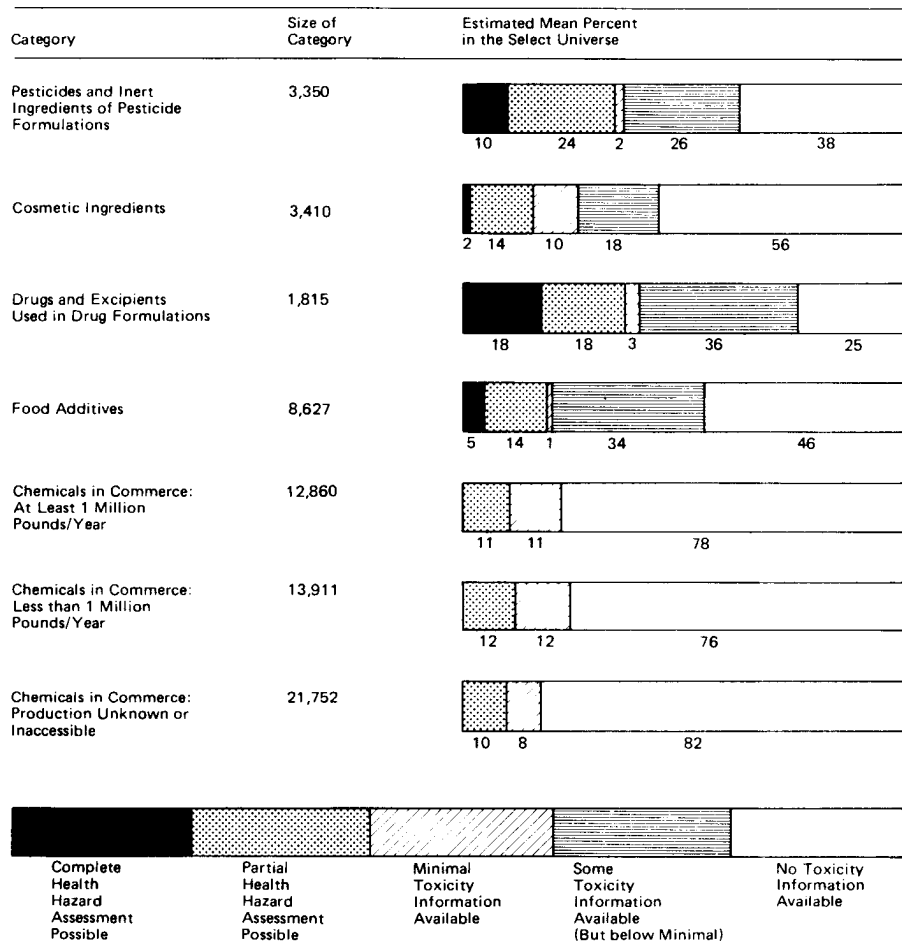 Category
Size of
Category
Estimated Mean Percent
in the Select Universe
Pesticides and Inert
Ingredients of Pesticide
Formulations
3,350
10 24 2 26 38
Cosmetic Ingredients
3,410
2 14 10 18 56
Drugs and Excipients
Used in Drug Formulations
1,815
18 18 3 36 25
Food Additives
8,627
5 14 1 34 46
Chemicals in Commerce:
At Least 1 Million
Pounds/Year
12,860
11 11 78
Chemicals in Commerce:
Less than 1 Million
Pounds/Year
13,911
12 12 76
Chemicals in Commerce:
Production Unknown or
Inaccessible
21,752
10 8 82
Complete
Health
Hazard
Assessment
Possible
Partial
Health
Hazard
Assessment
Possible
Minimal
Toxicity
Information
Available
Some
Toxicity
Information
Available
(But below Minimal)
No Toxicity
Information
Available